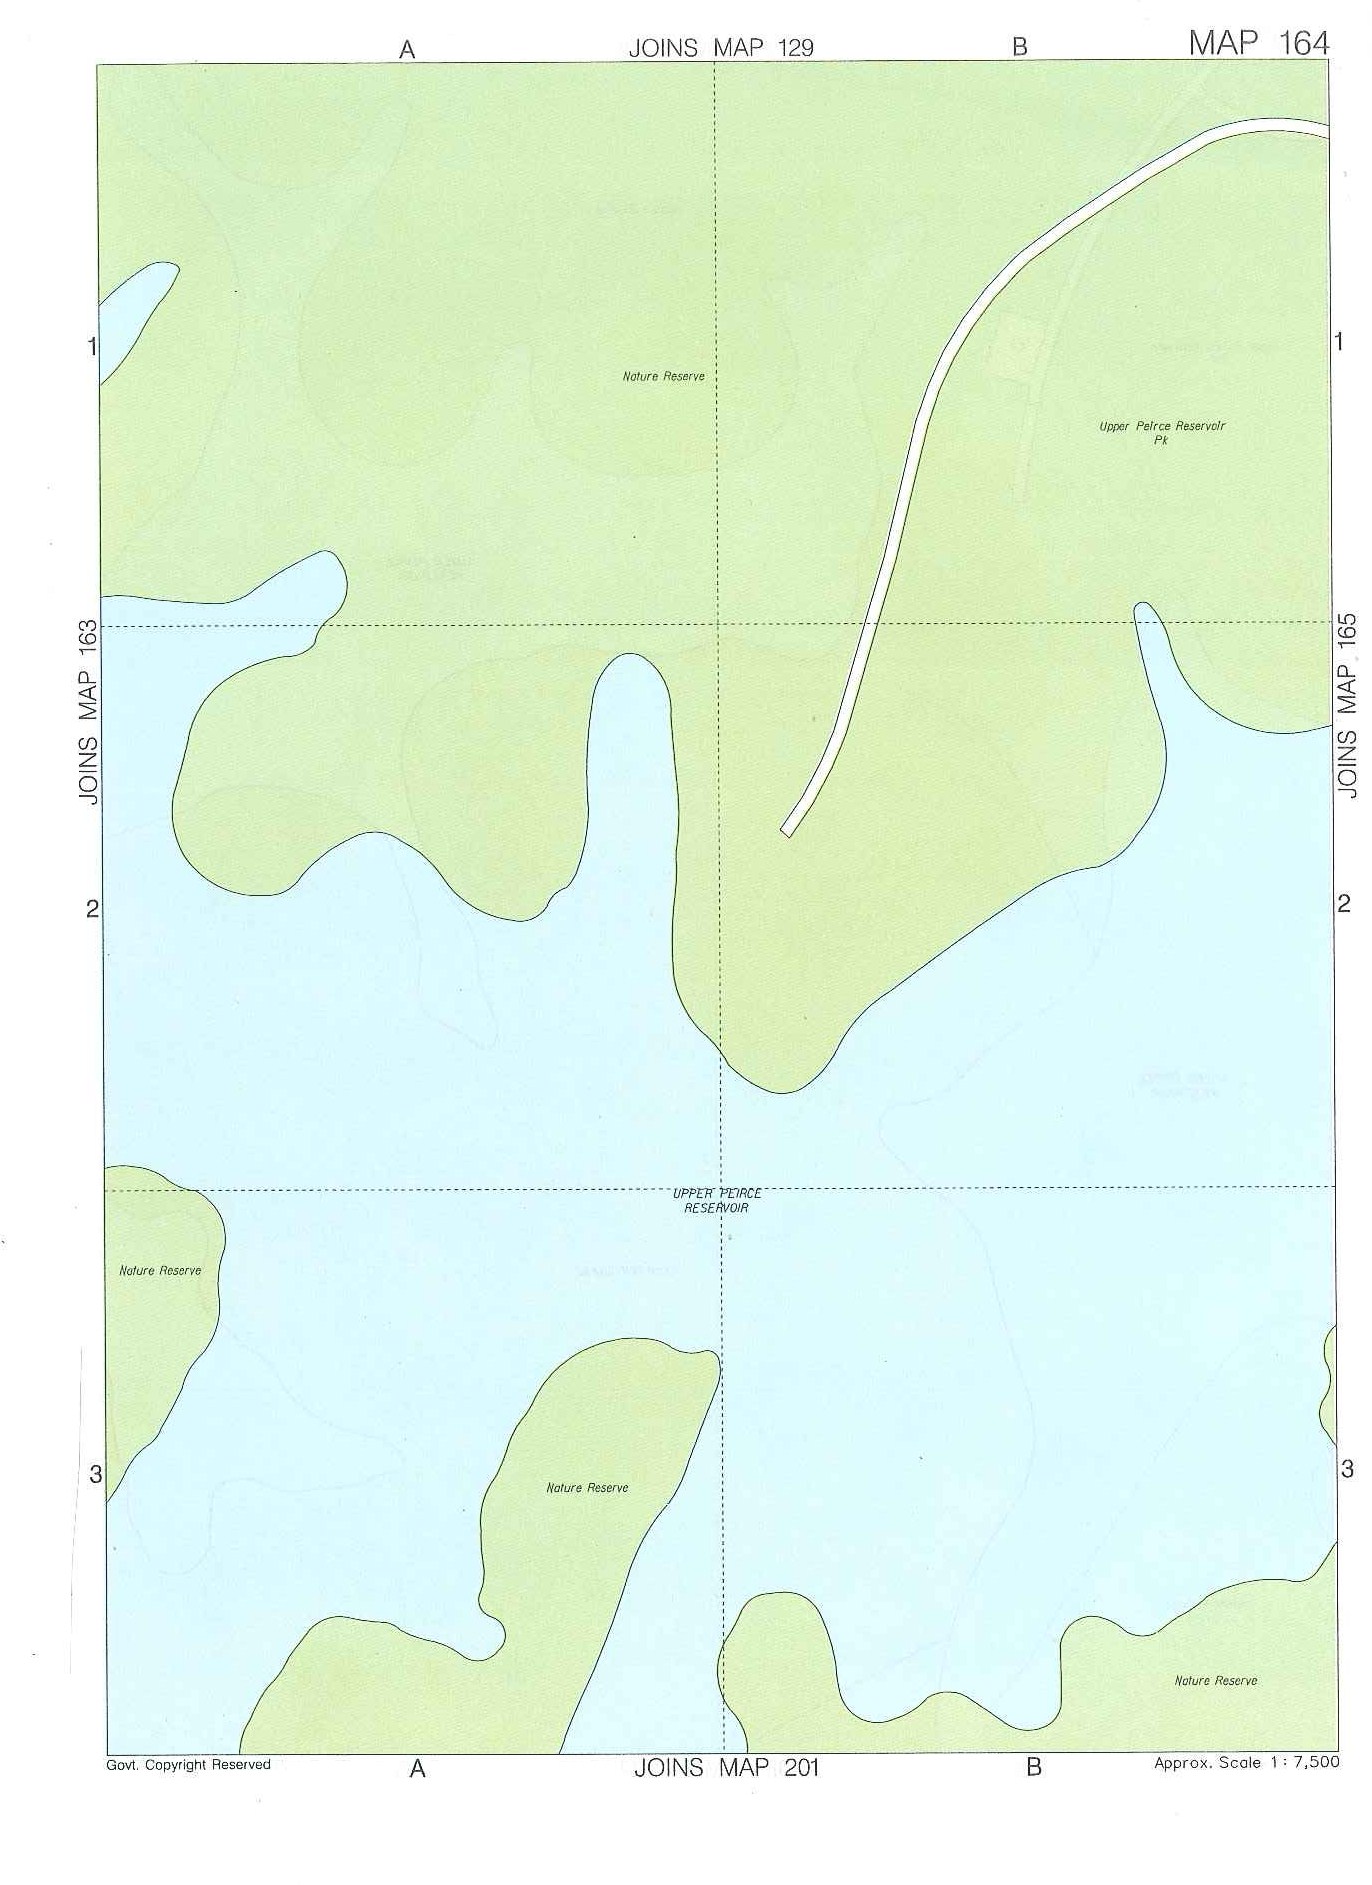 A JOINS MAP 129 B MAP 164
1 1
Nature Reserve
Upper Peirce Reservoir
Pk
JOINS MAP 163
JOINS MAP 165
2 2
UPPER PEIRCE
RESERVOIR
Nature Reserve
3 3
Nature Reserve
Nature Reserve
Govt. Copyright Reserved A JOINS MAP 201 B Approx. Scale 1 : 7,500